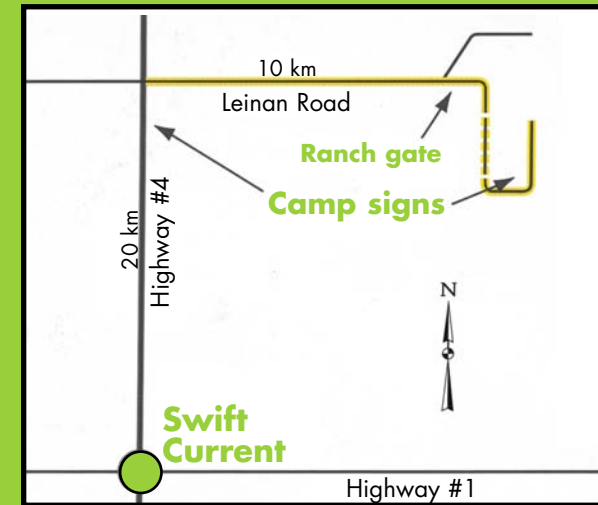 10 km
Leinan Road
Ranch gate
Camp signs
20 km
Highway #4
N
Swift
Current
Highway #1